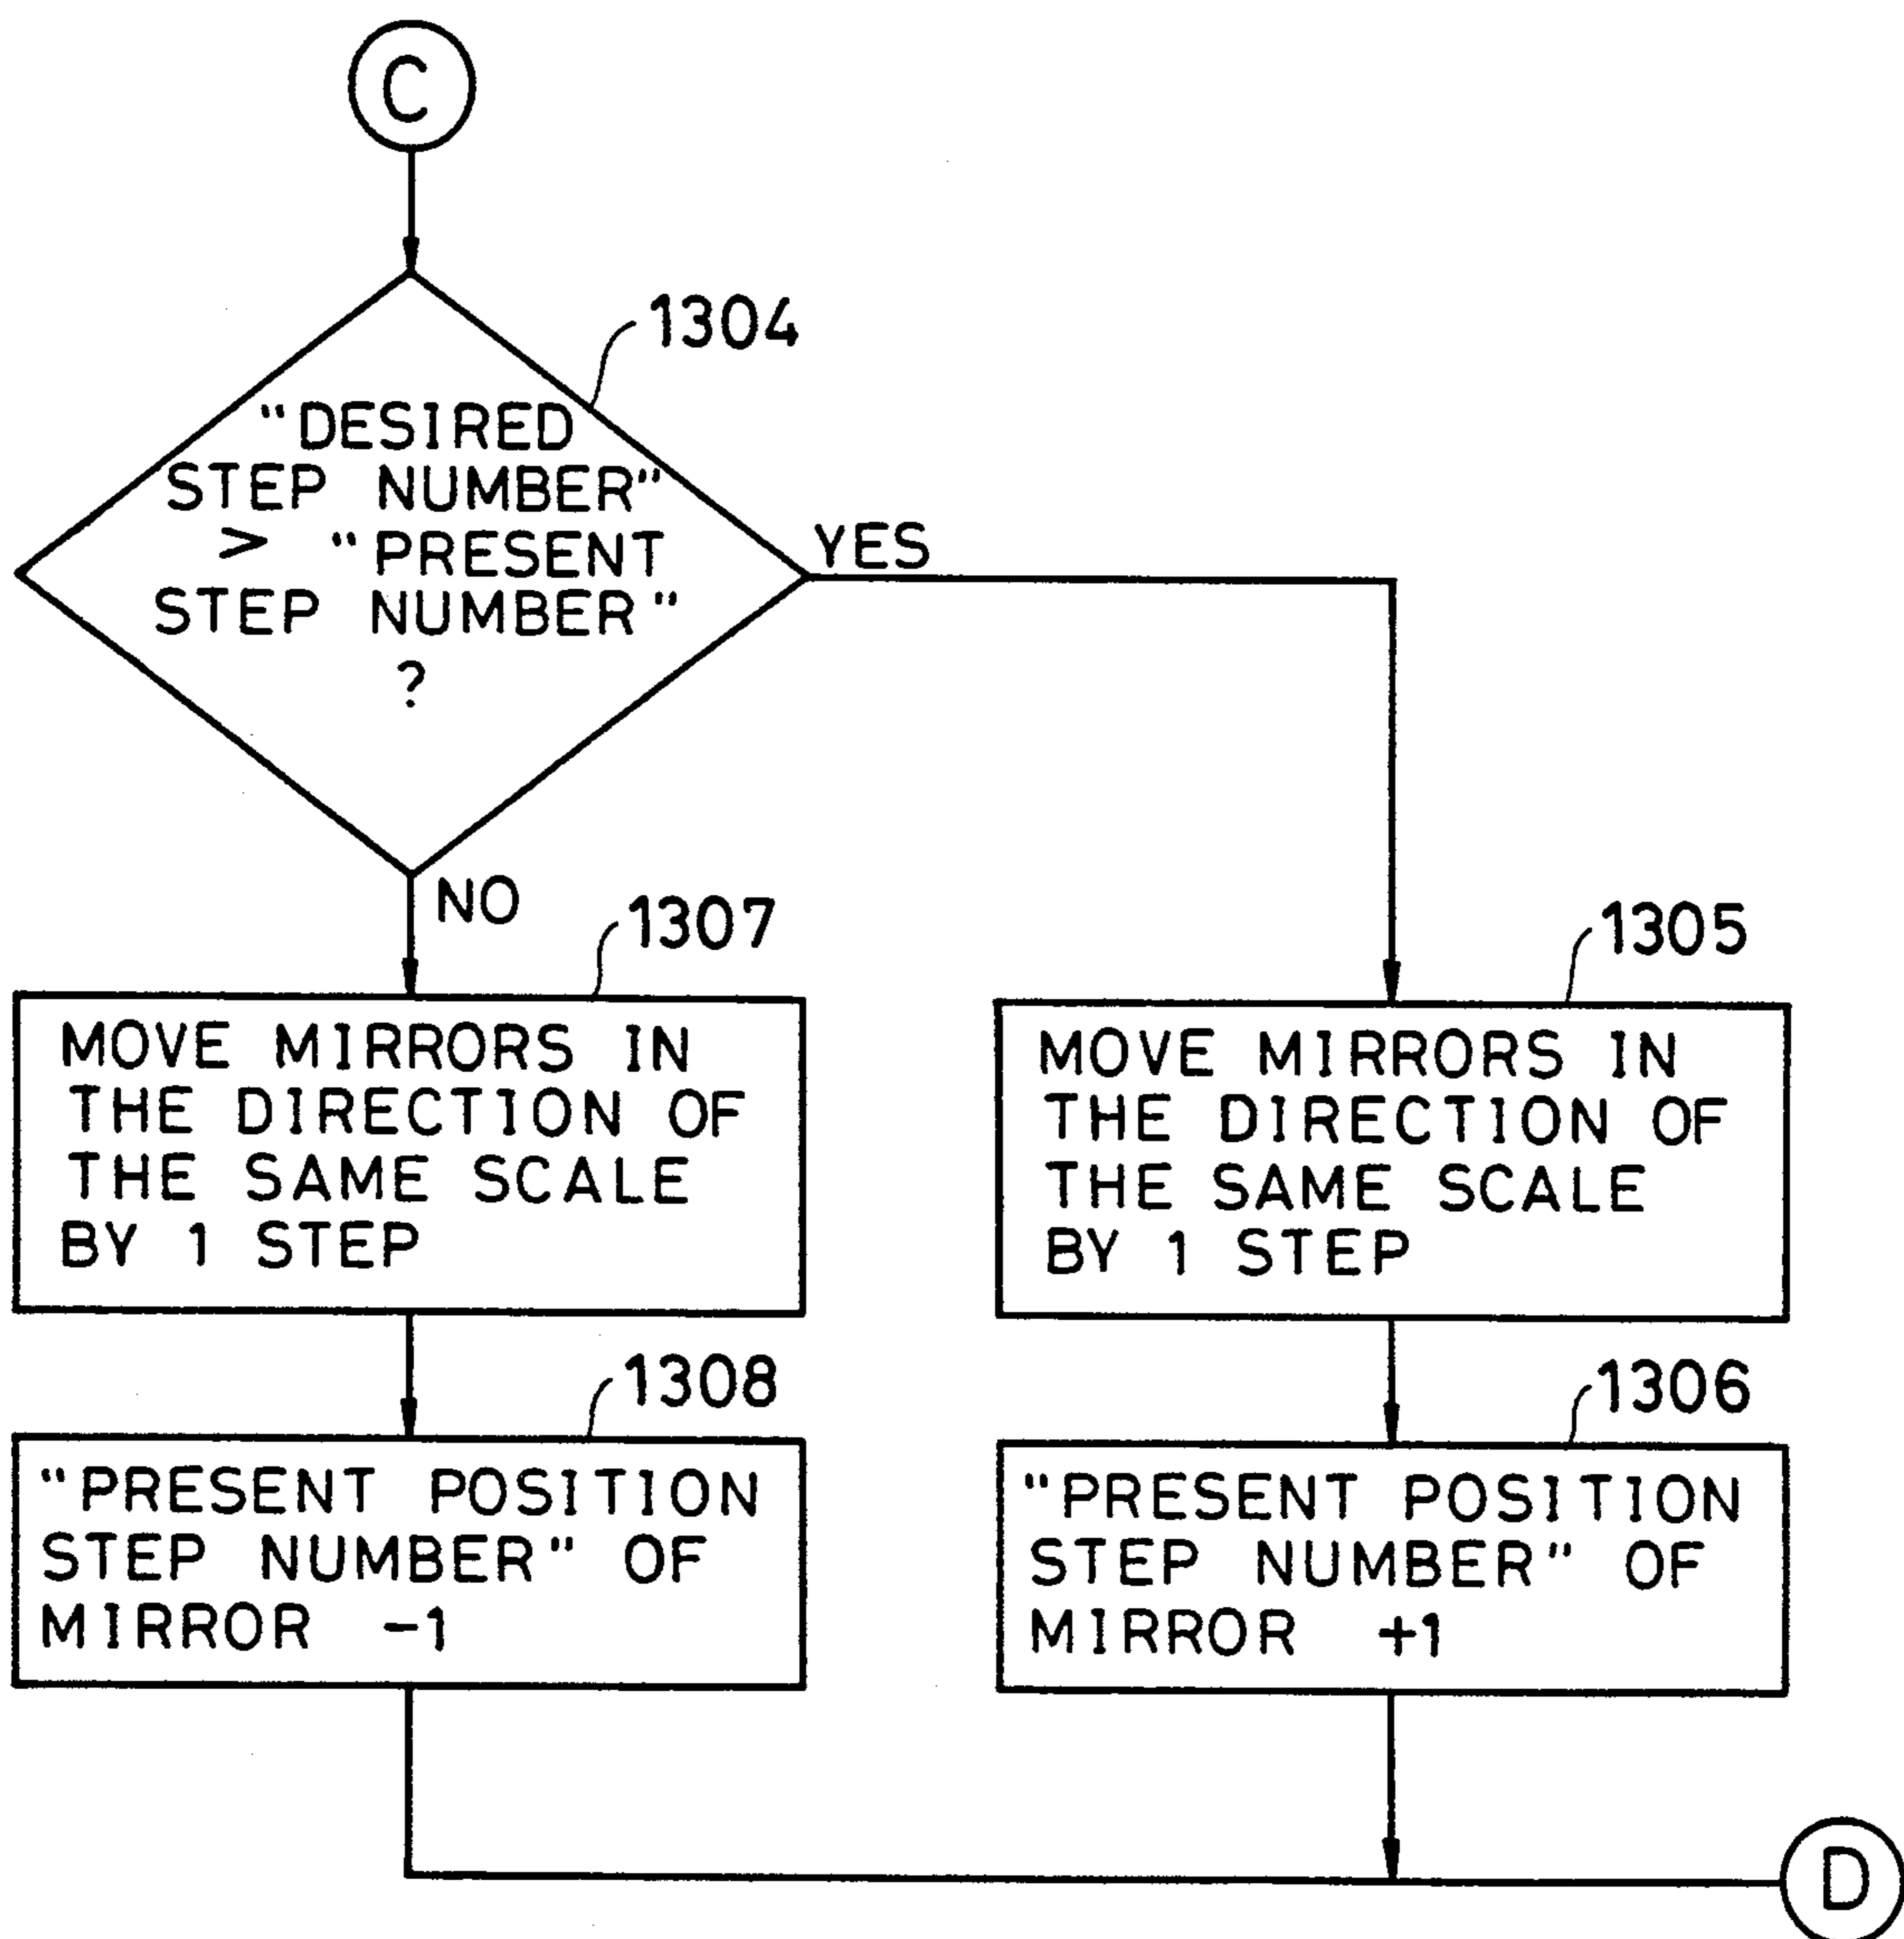 C
1304
"DESIRED
STEP NUMBER"
> "PRESENT
STEP NUMBER"
?
YES
NO
1307
MOVE MIRRORS IN
THE DIRECTION OF
THE SAME SCALE
BY 1 STEP
1305
MOVE MIRRORS IN
THE DIRECTION OF
THE SAME SCALE
BY 1 STEP
1308
"PRESENT POSITION
STEP NUMBER" OF
MIRROR -1
1306
"PRESENT POSITION
STEP NUMBER" OF
MIRROR +1
D